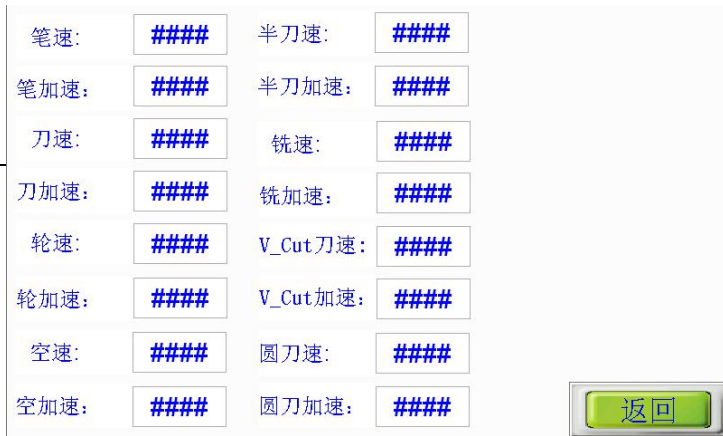 笔速: #### 半刀速: ####
笔加速: #### 半刀加速: ####
刀速: #### 铣速: ####
刀加速: #### 铣加速: ####
轮速: #### V_Cut刀速: ####
轮加速: #### V_Cut加速: ####
空速: #### 圆刀速: ####
空加速: #### 圆刀加速: ####
返回